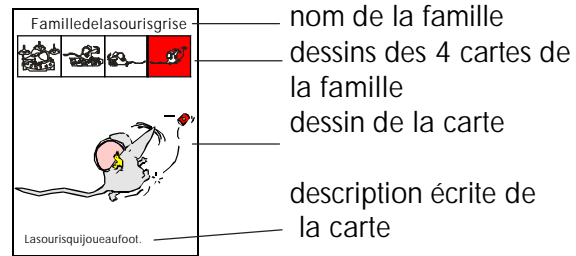 Familledelasourisgrise
nom de la famille
dessins des 4 cartes de
la famille
dessin de la carte
description écrite de
la carte
Lasourisquijoueaufoot.